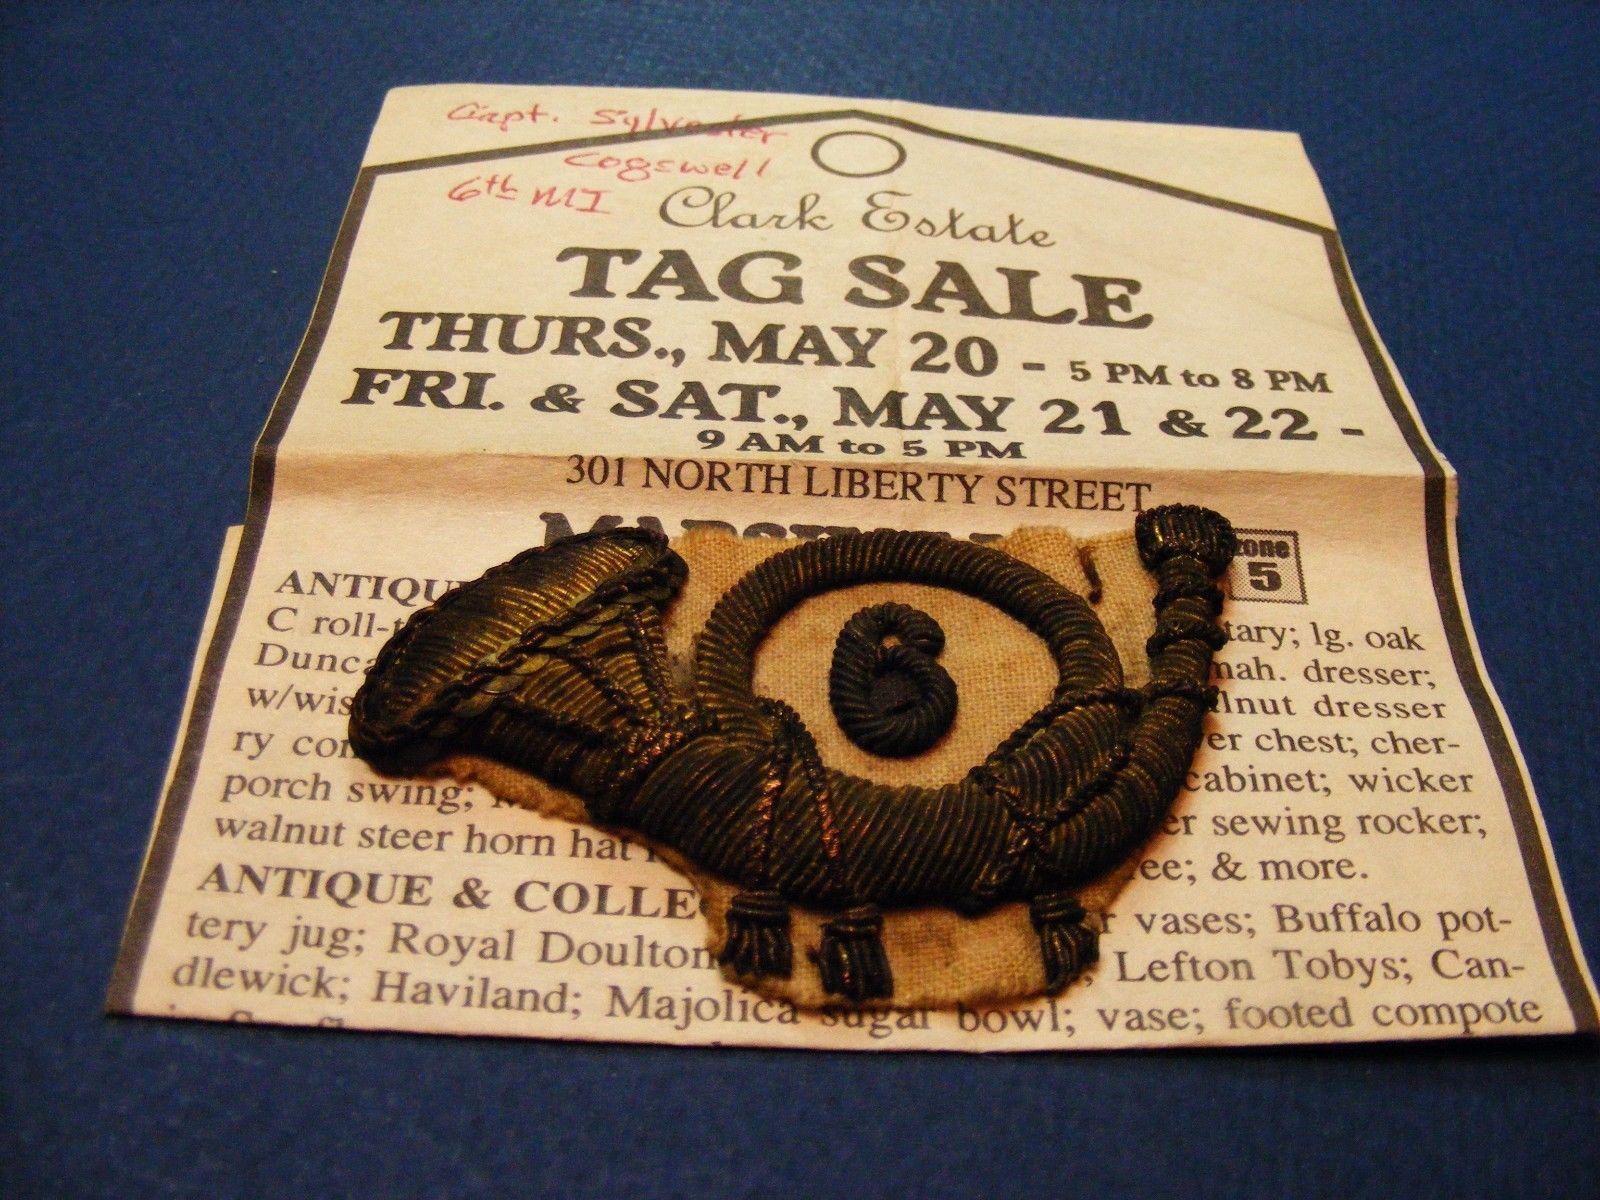 Capt. Sylvester
Cogswell
6th MI
Clark Estate
TAG SALE
THURS., MAY 20 - 5 PM to 8 PM
FRI. & SAT., MAY 21 & 22 -
9 AM to 5 PM
301 NORTH LIBERTY STREET
zone
5
ANTIQU
C roll-t tary; lg. oak
Dunca mah. dresser;
w/wis lnut dresser
ry con er chest; cher-
porch swing; cabinet; wicker
walnut steer horn hat er sewing rocker;
ee; & more.
ANTIQUE & COLLE r vases; Buffalo pot-
tery jug; Royal Doulton Lefton Tobys; Can-
dlewick; Haviland; Majolica sugar bowl; vase; footed compote
6